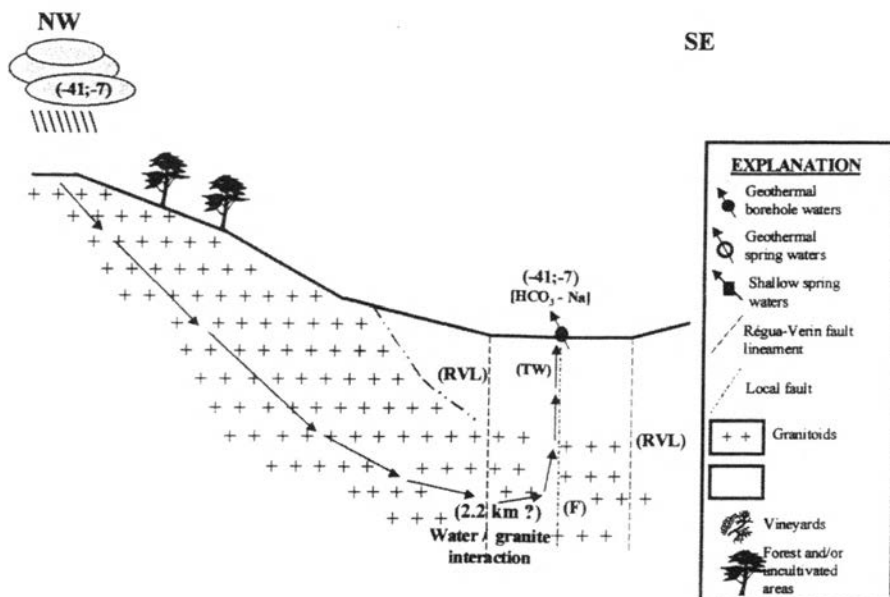 NW
SE
(-41;-7)
(-41;-7)
[HCO₃ - Na]
(RVL)
(TW)
(RVL)
(2.2 km ?)
(F)
Water / granite
interaction
EXPLANATION
Geothermal
borehole waters
Geothermal
spring waters
Shallow spring
waters
Régua-Verin fault
lineament
Local fault
Granitoids
Vineyards
Forest and/or
uncultivated
areas